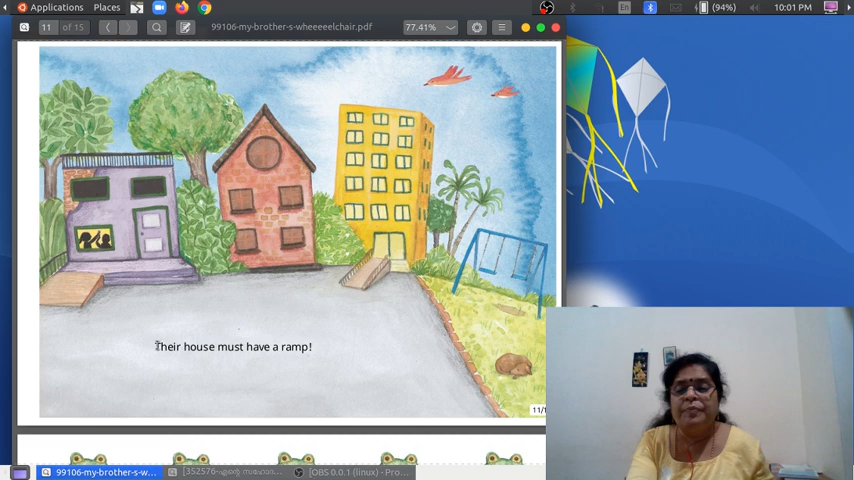 Applications Places En (94%) 10:01 PM
11 of 15 99106-my-brother-s-wheeeeelchair.pdf 77.41%
Their house must have a ramp!
99106-my-brother-s-w... [OBS 0.0.1 (linux) - Pro...